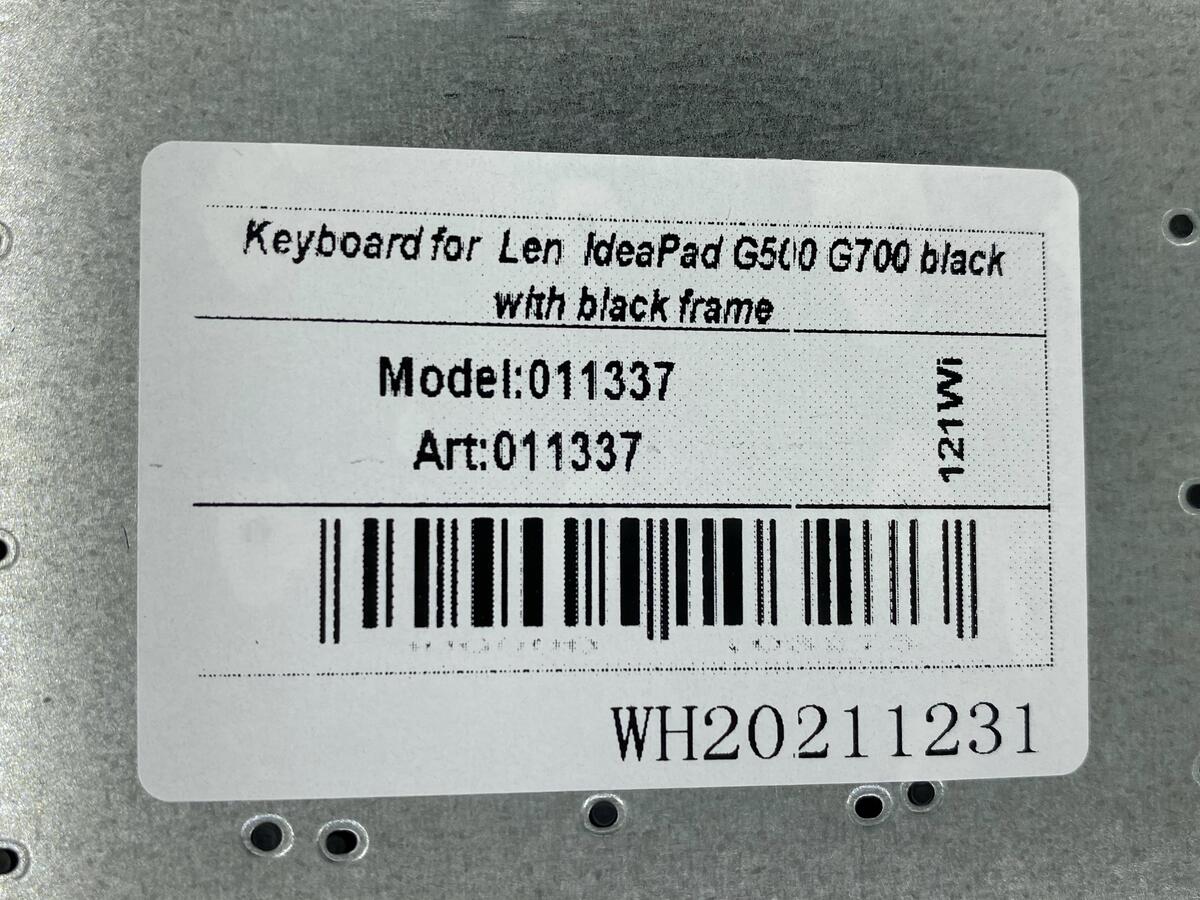 Keyboard for Len IdeaPad G500 G700 black
with black frame
Model:011337
Art:011337
121Wi
WH20211231